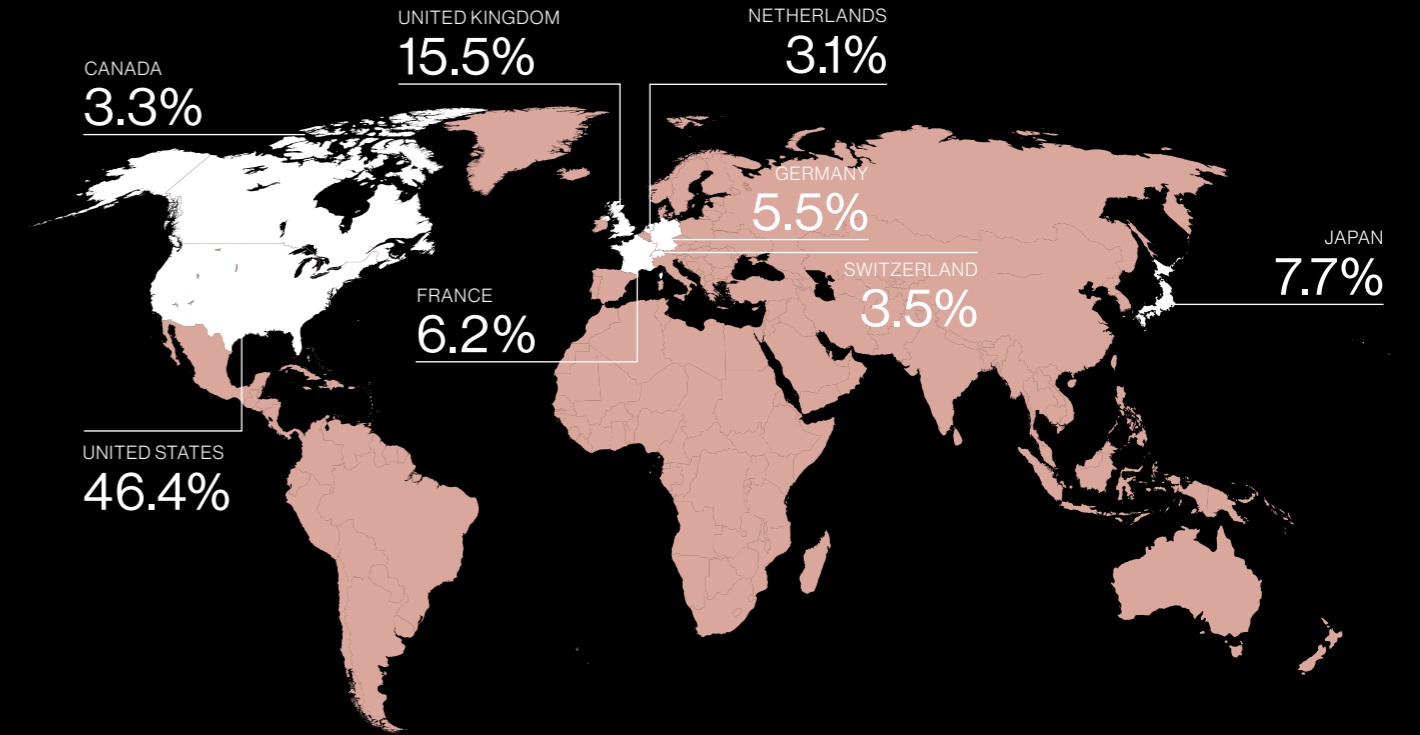 UNITED KINGDOM
15.5%
NETHERLANDS
3.1%
CANADA
3.3%
GERMANY
5.5%
SWITZERLAND
3.5%
JAPAN
7.7%
FRANCE
6.2%
UNITED STATES
46.4%